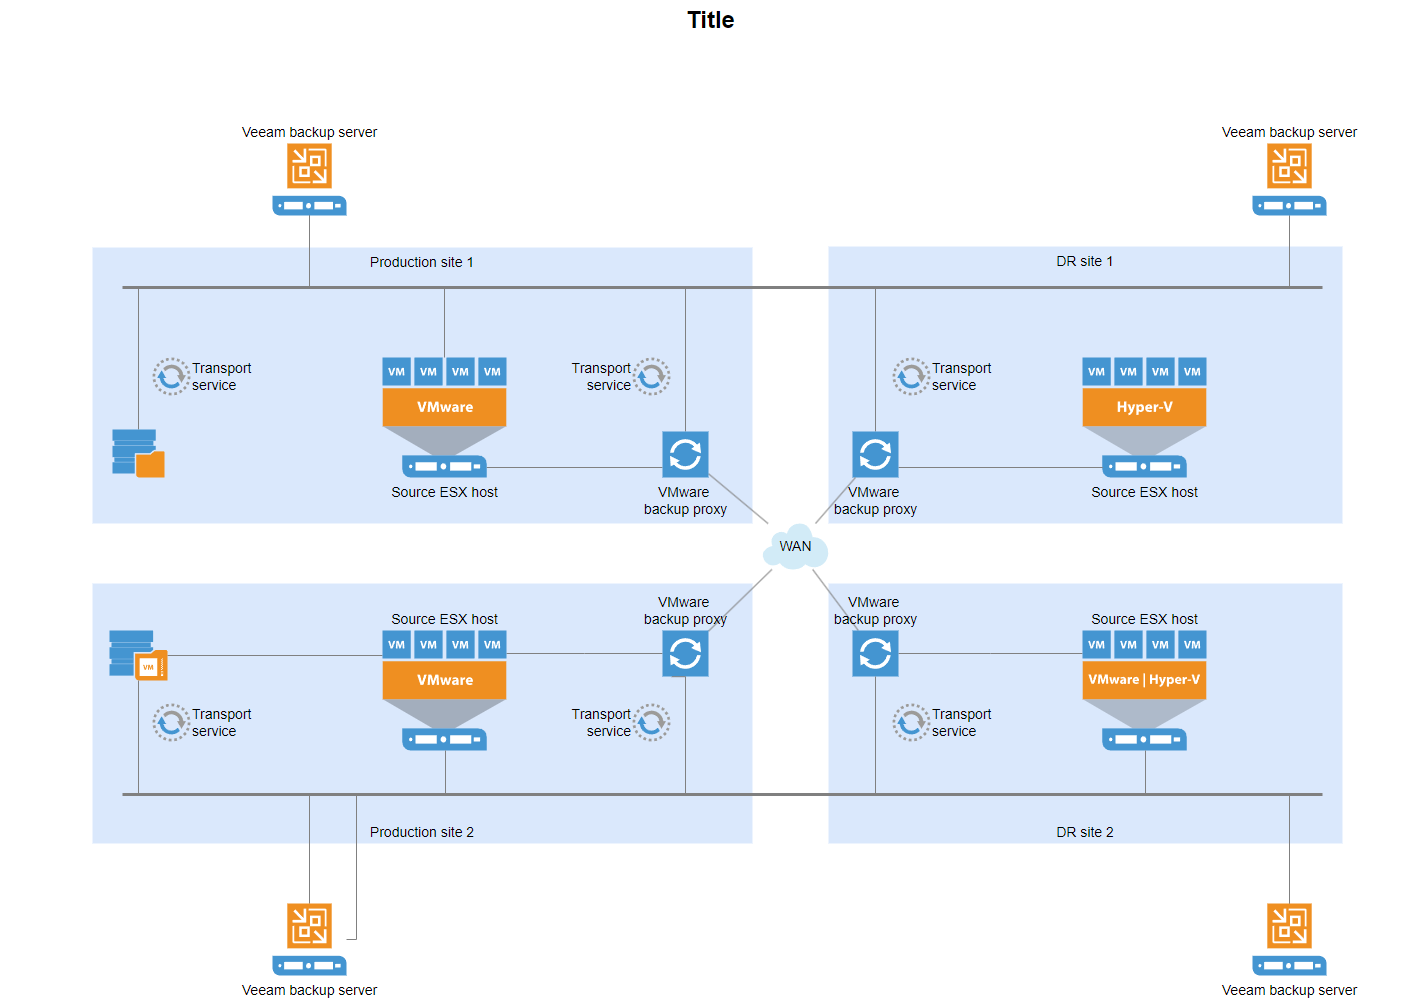 Title
Veeam backup server
Veeam backup server
Production site 1
DR site 1
Transport
service
VM VM VM VM
VMware
Source ESX host
Transport
service
VMware
backup proxy
Transport
service
VMware
backup proxy
VM VM VM VM
Hyper-V
Source ESX host
WAN
VM
Transport
service
Source ESX host
VM VM VM VM
VMware
VMware
backup proxy
Transport
service
VMware
backup proxy
Transport
service
Source ESX host
VM VM VM VM
VMware | Hyper-V
Production site 2
DR site 2
Veeam backup server
Veeam backup server